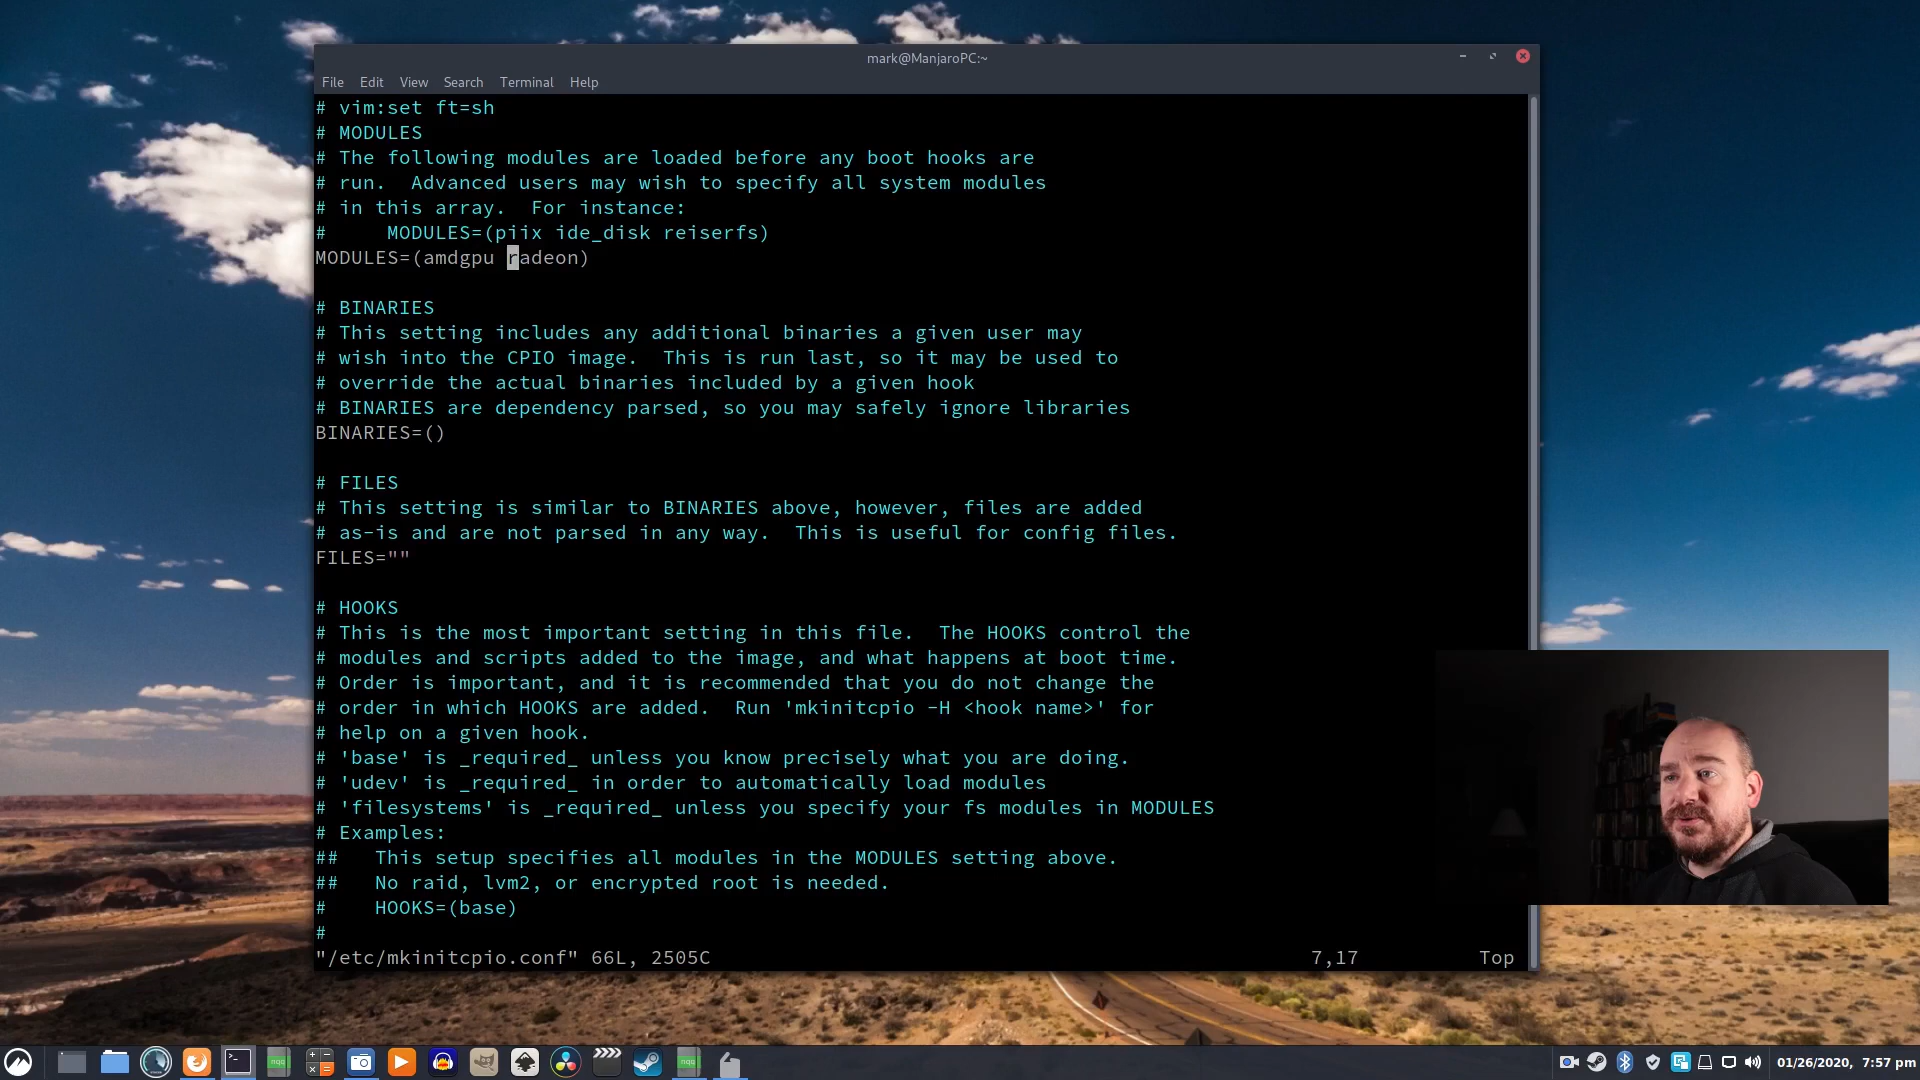 mark@ManjaroPC:~
File Edit View Search Terminal Help
# vim:set ft=sh
# MODULES
# The following modules are loaded before any boot hooks are
# run.  Advanced users may wish to specify all system modules
# in this array.  For instance:
#     MODULES=(piix ide_disk reiserfs)
MODULES=(amdgpu radeon)
# BINARIES
# This setting includes any additional binaries a given user may
# wish into the CPIO image.  This is run last, so it may be used to
# override the actual binaries included by a given hook
# BINARIES are dependency parsed, so you may safely ignore libraries
BINARIES=()
# FILES
# This setting is similar to BINARIES above, however, files are added
# as-is and are not parsed in any way.  This is useful for config files.
FILES=""
# HOOKS
# This is the most important setting in this file.  The HOOKS control the
# modules and scripts added to the image, and what happens at boot time.
# Order is important, and it is recommended that you do not change the
# order in which HOOKS are added.  Run 'mkinitcpio -H <hook name>' for
# help on a given hook.
# 'base' is _required_ unless you know precisely what you are doing.
# 'udev' is _required_ in order to automatically load modules
# 'filesystems' is _required_ unless you specify your fs modules in MODULES
# Examples:
##   This setup specifies all modules in the MODULES setting above.
##   No raid, lvm2, or encrypted root is needed.
#    HOOKS=(base)
#
"/etc/mkinitcpio.conf" 66L, 2505C 7,17 Top
nqq nqq 01/26/2020, 7:57 pm